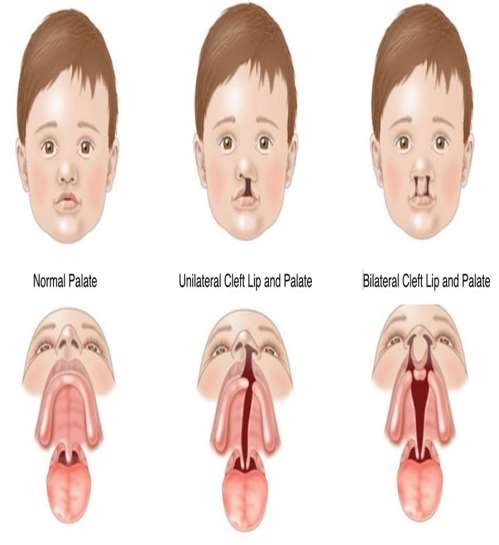 Normal Palate
Unilateral Cleft Lip and Palate
Bilateral Cleft Lip and Palate